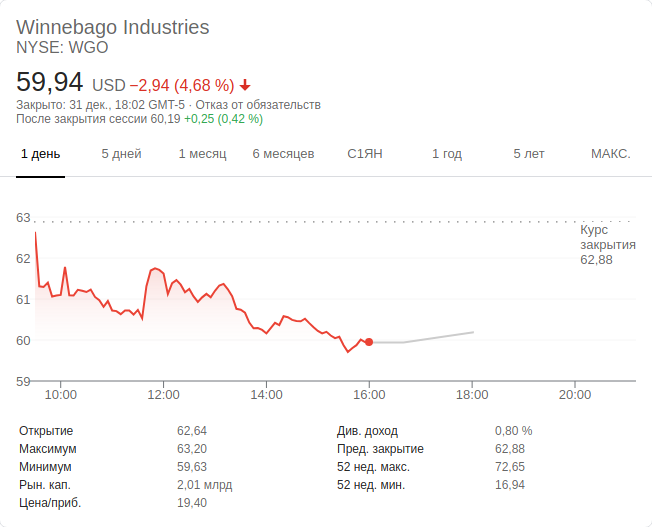 Winnebago Industries
NYSE: WGO
59,94 USD −2,94 (4,68 %)
Закрыто: 31 дек., 18:02 GMT-5 · Отказ от обязательств
После закрытия сессии 60,19 +0,25 (0,42 %)
1 день 5 дней 1 месяц 6 месяцев С1ЯН 1 год 5 лет МАКС.
63
Курс
закрытия
62,88
62
61
60
59
10:00 12:00 14:00 16:00 18:00 20:00
Открытие 62,64 Див. доход 0,80 %
Максимум 63,20 Пред. закрытие 62,88
Минимум 59,63 52 нед. макс. 72,65
Рын. кап. 2,01 млрд 52 нед. мин. 16,94
Цена/приб. 19,40